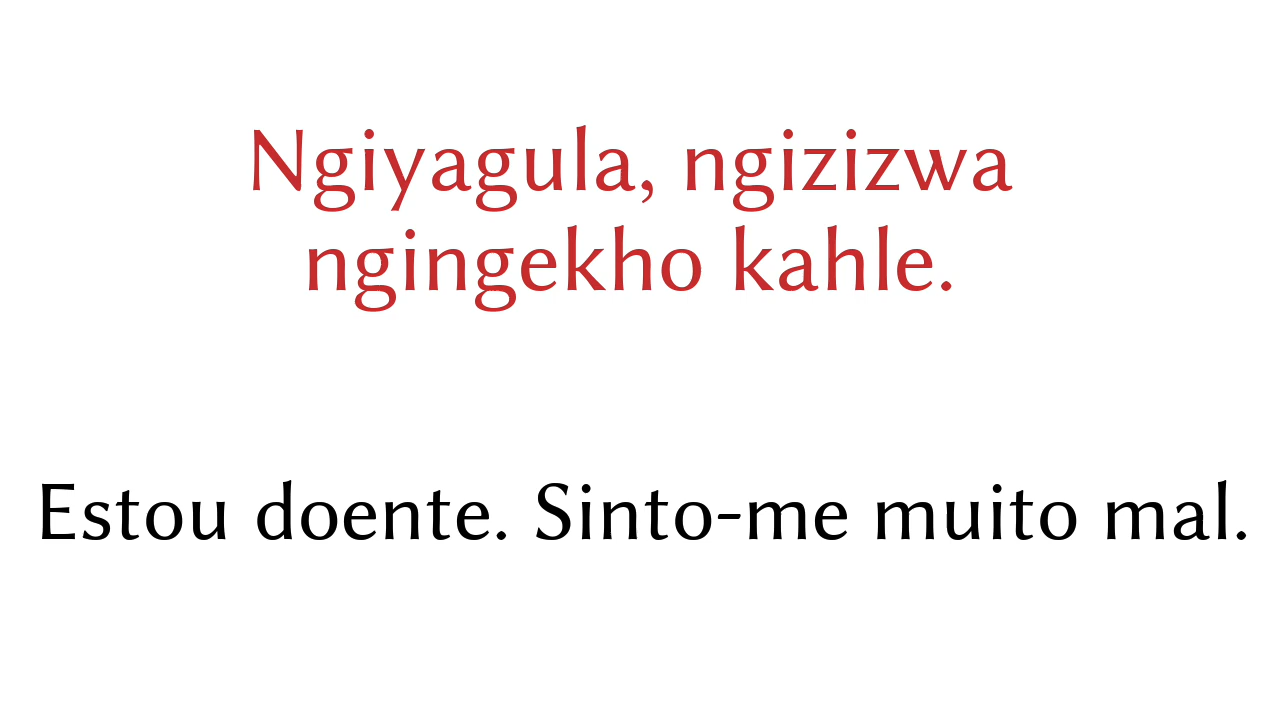 Ngiyagula, ngizizwa
ngingekho kahle.
Estou doente. Sinto-me muito mal.